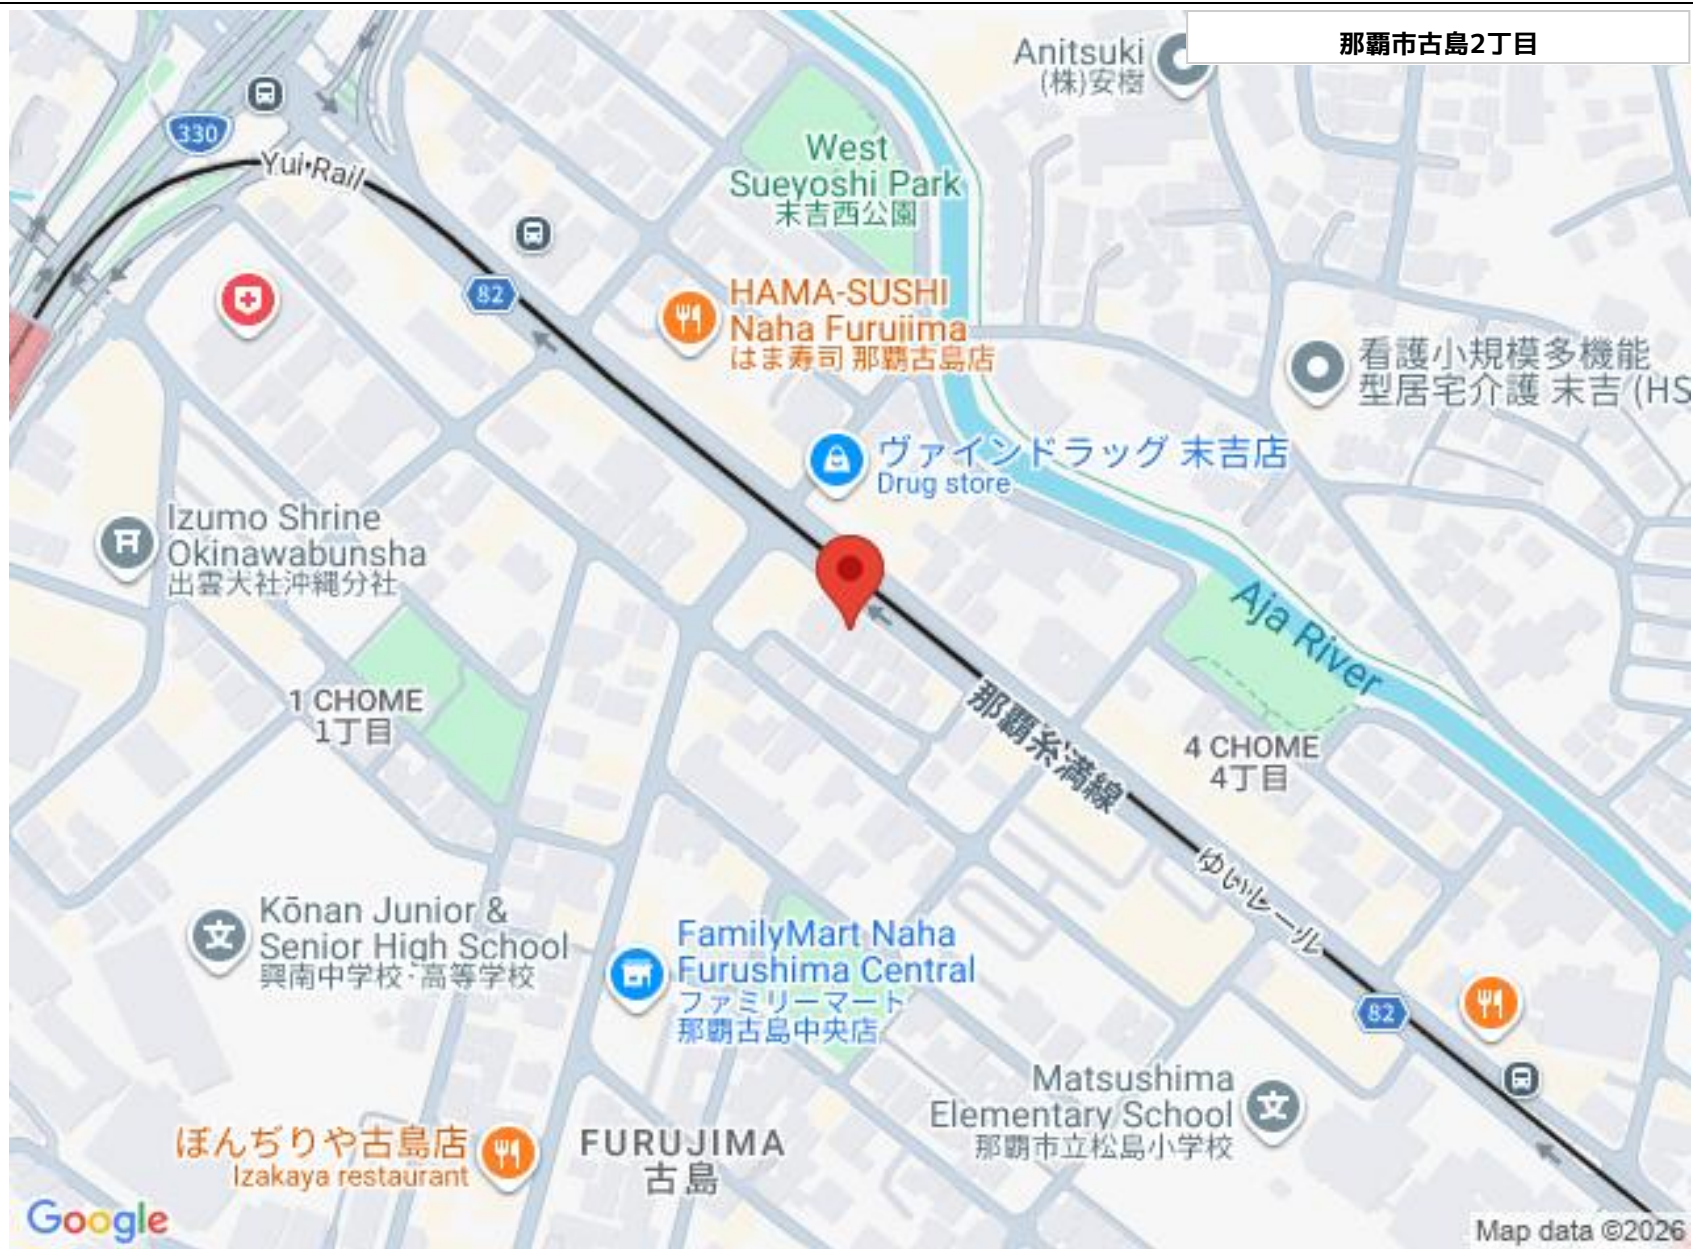 那覇市古島2丁目
Anitsuki
(株)安樹
330
Yui Rail
West
Sueyoshi Park
末吉西公園
82
HAMA-SUSHI
Naha Furujima
はま寿司 那覇古島店
看護小規模多機能
型居宅介護 末吉 (HS
ヴァインドラッグ 末吉店
Drug store
Izumo Shrine
Okinawabunsha
出雲大社沖縄分社
Aja River
1 CHOME
1丁目
那覇糸満線
4 CHOME
4丁目
ゆいレール
Kōnan Junior &
Senior High School
興南中学校·高等学校
FamilyMart Naha
Furushima Central
ファミリーマート
那覇古島中央店
82
Matsushima
Elementary School
那覇市立松島小学校
ぼんぢりや古島店
Izakaya restaurant
FURUJIMA
古島
Google
Map data ©2026